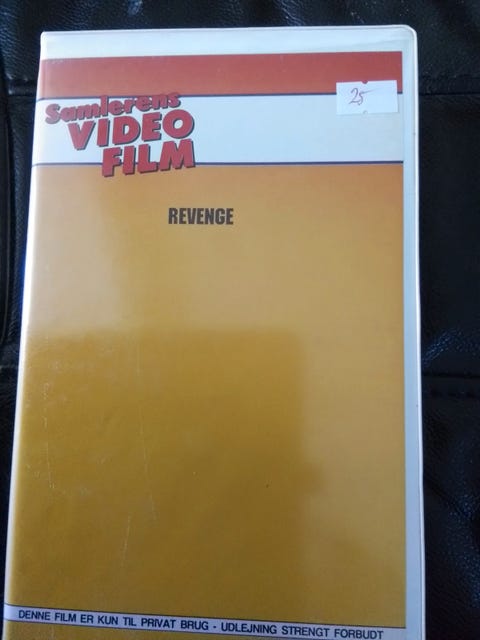 Samlerens
VIDEO
FILM
25
REVENGE
DENNE FILM ER KUN TIL PRIVAT BRUG - UDLEJNING STRENGT FORBUDT